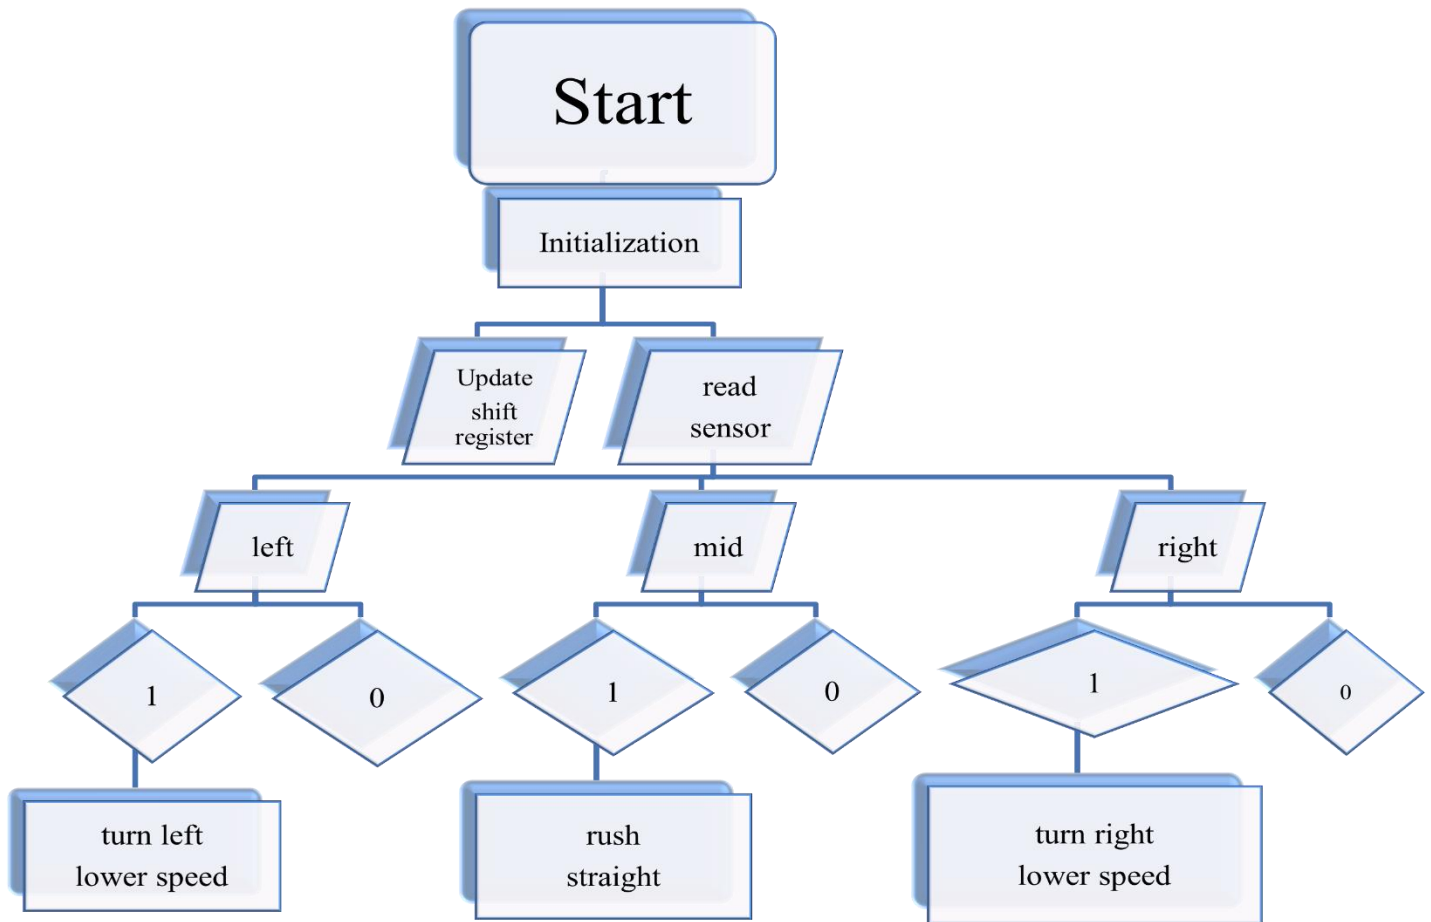 Start
Initialization
Update
shift
register
read
sensor
left
mid
right
1
0
1
0
1
0
turn left
lower speed
rush
straight
turn right
lower speed